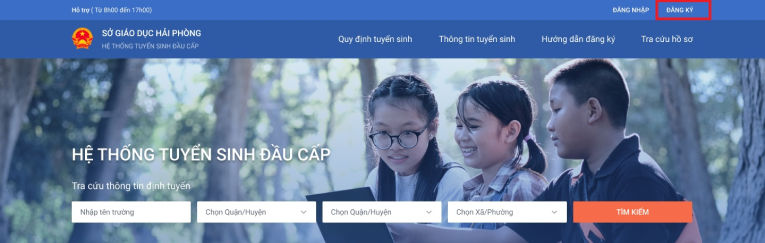 Hỗ trợ ( Từ 8h00 đến 17h00) ĐĂNG NHẬP ĐĂNG KÝ
SỞ GIÁO DỤC HẢI PHÒNG
HỆ THỐNG TUYỂN SINH ĐẦU CẤP
Quy định tuyển sinh Thông tin tuyển sinh Hướng dẫn đăng ký Tra cứu hồ sơ
HỆ THỐNG TUYỂN SINH ĐẦU CẤP
Tra cứu thông tin định tuyến
Nhập tên trường Chọn Quận/Huyện Chọn Quận/Huyện Chọn Xã/Phường TÌM KIẾM